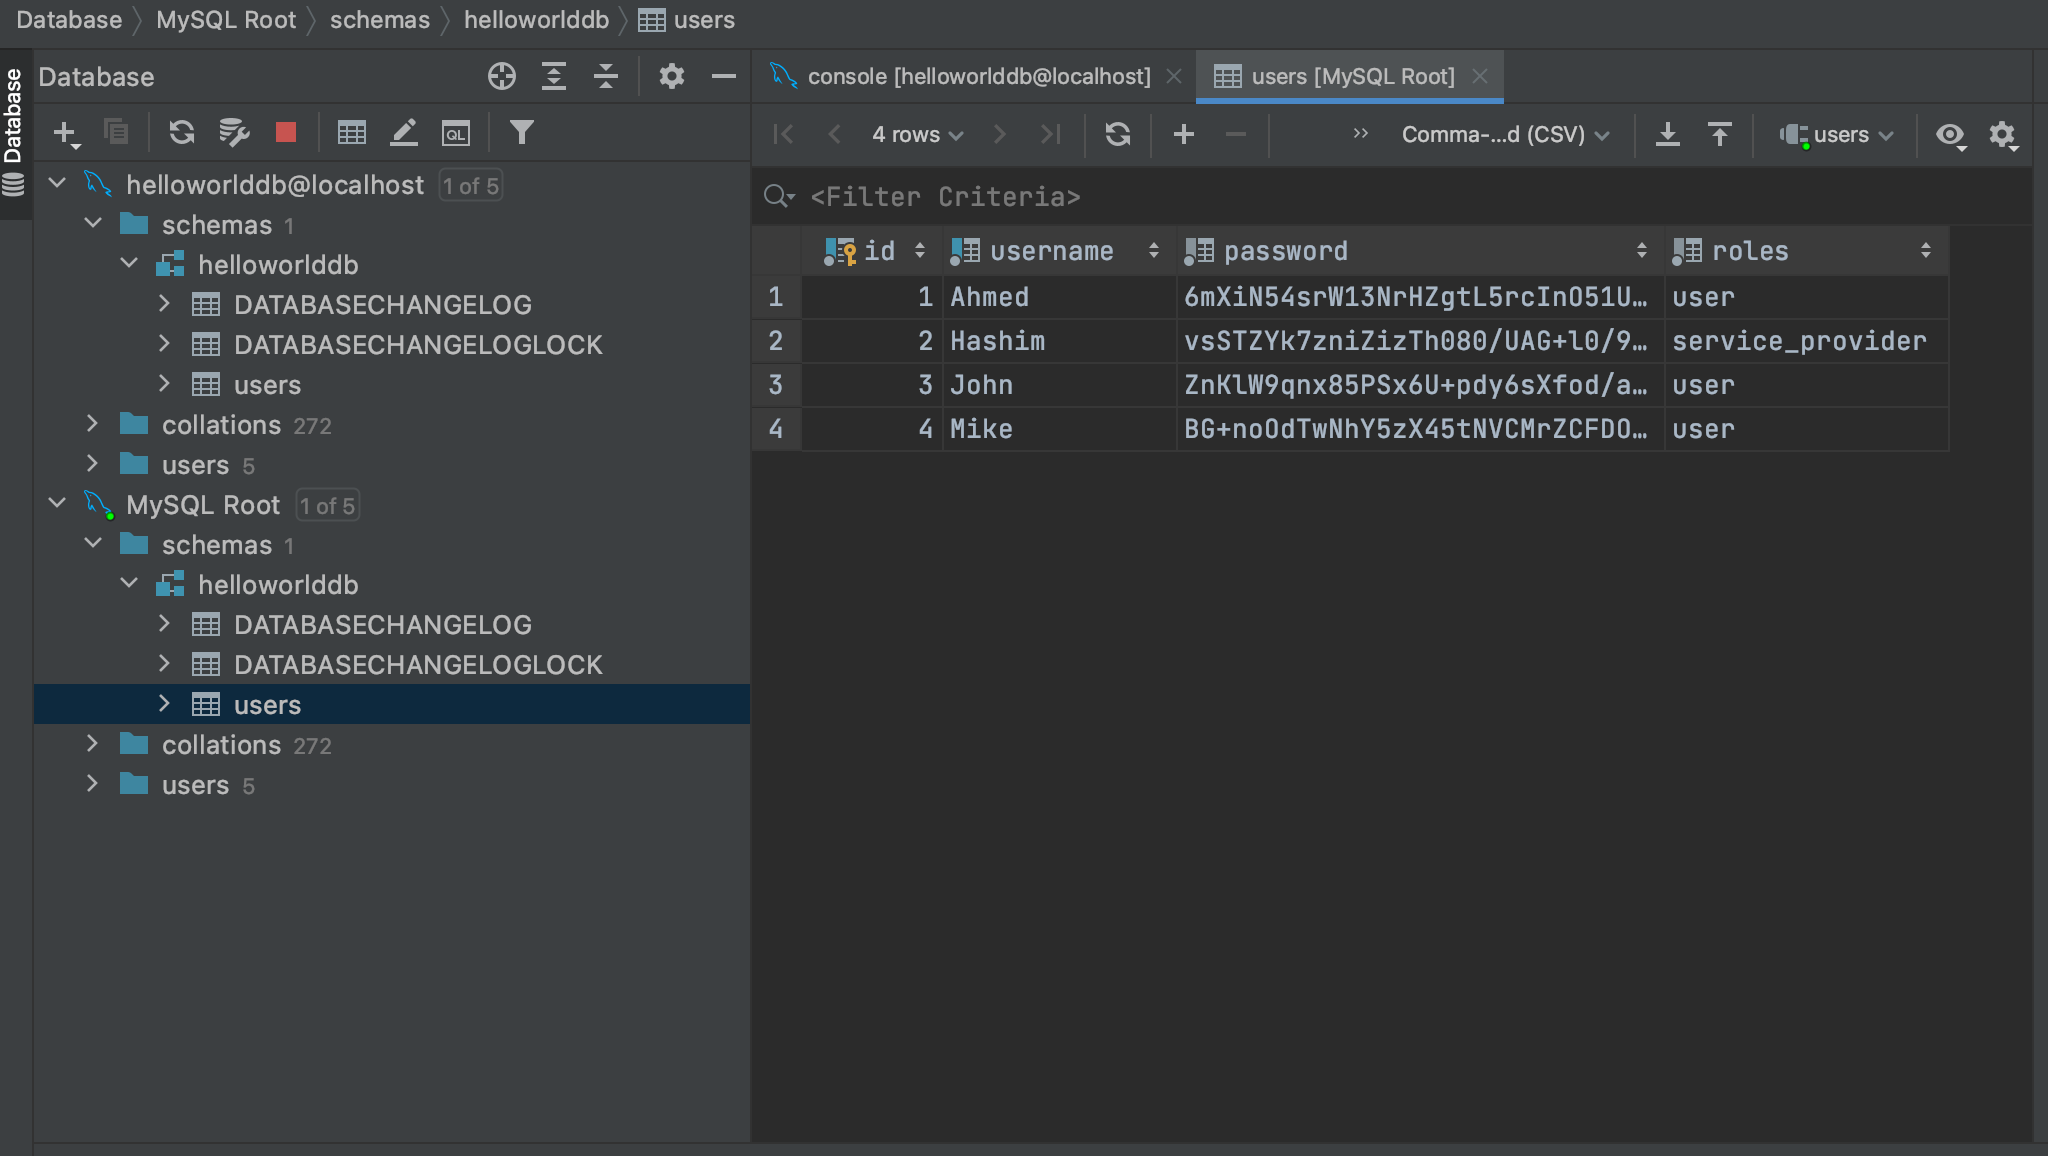 Database MySQL Root schemas helloworlddb users
Database
Database
QL
helloworlddb@localhost 1 of 5
schemas 1
helloworlddb
DATABASECHANGELOG
DATABASECHANGELOGLOCK
users
collations 272
users 5
MySQL Root 1 of 5
schemas 1
helloworlddb
DATABASECHANGELOG
DATABASECHANGELOGLOCK
users
collations 272
users 5
console [helloworlddb@localhost] users [MySQL Root]
4 rows Comma-...d (CSV) users
<Filter Criteria>
id username password roles
1 1 Ahmed 6mXiN54srW13NrHZgtL5rcInO51U… user
2 2 Hashim vsSTZYk7zniZizTh080/UAG+l0/9… service_provider
3 3 John ZnKlW9qnx85PSx6U+pdy6sXfod/a… user
4 4 Mike BG+noOdTwNhY5zX45tNVCMrZCFDO… user